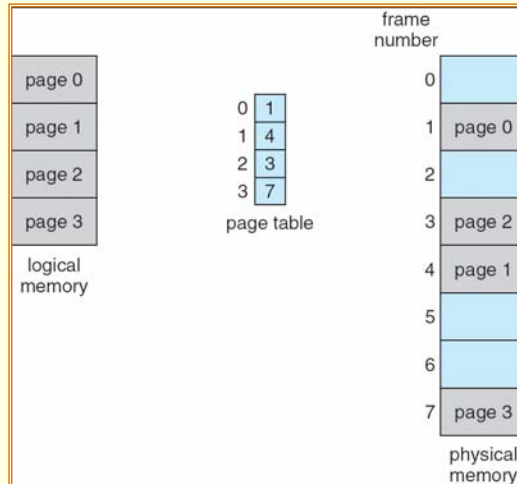 page 0
page 1
page 2
page 3
logical
memory
0 1
1 4
2 3
3 7
page table
frame
number
0
1 page 0
2
3 page 2
4 page 1
5
6
7 page 3
physical
memory